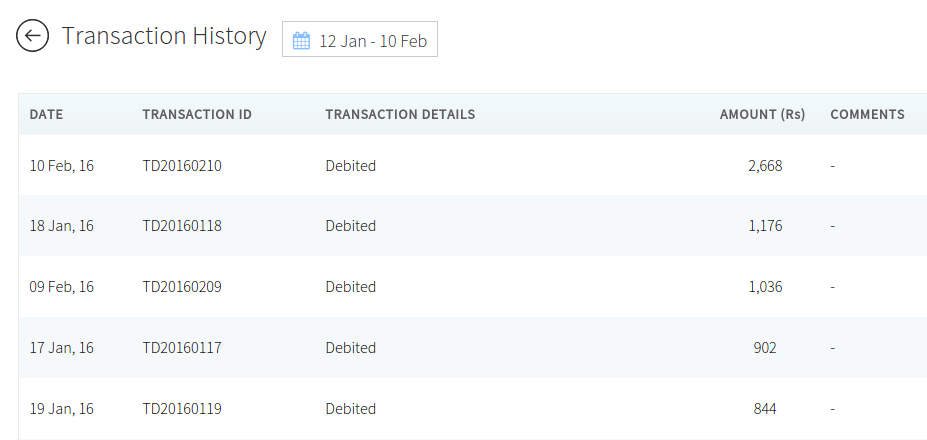 Transaction History 12 Jan - 10 Feb
DATE TRANSACTION ID TRANSACTION DETAILS AMOUNT (Rs) COMMENTS
10 Feb, 16 TD20160210 Debited 2,668 -
18 Jan, 16 TD20160118 Debited 1,176 -
09 Feb, 16 TD20160209 Debited 1,036 -
17 Jan, 16 TD20160117 Debited 902 -
19 Jan, 16 TD20160119 Debited 844 -